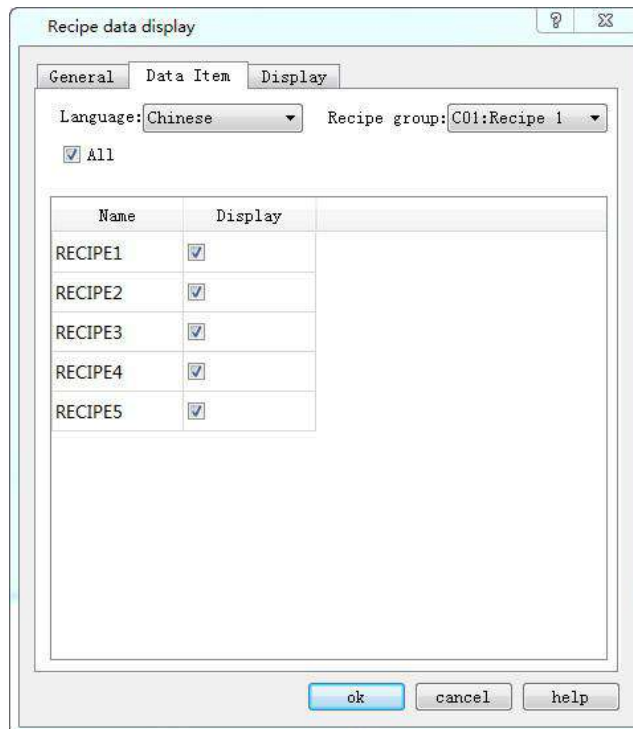 Recipe data display
General Data Item Display
Language: Chinese Recipe group: C01:Recipe 1
All
Name Display
RECIPE1
RECIPE2
RECIPE3
RECIPE4
RECIPE5
ok cancel help